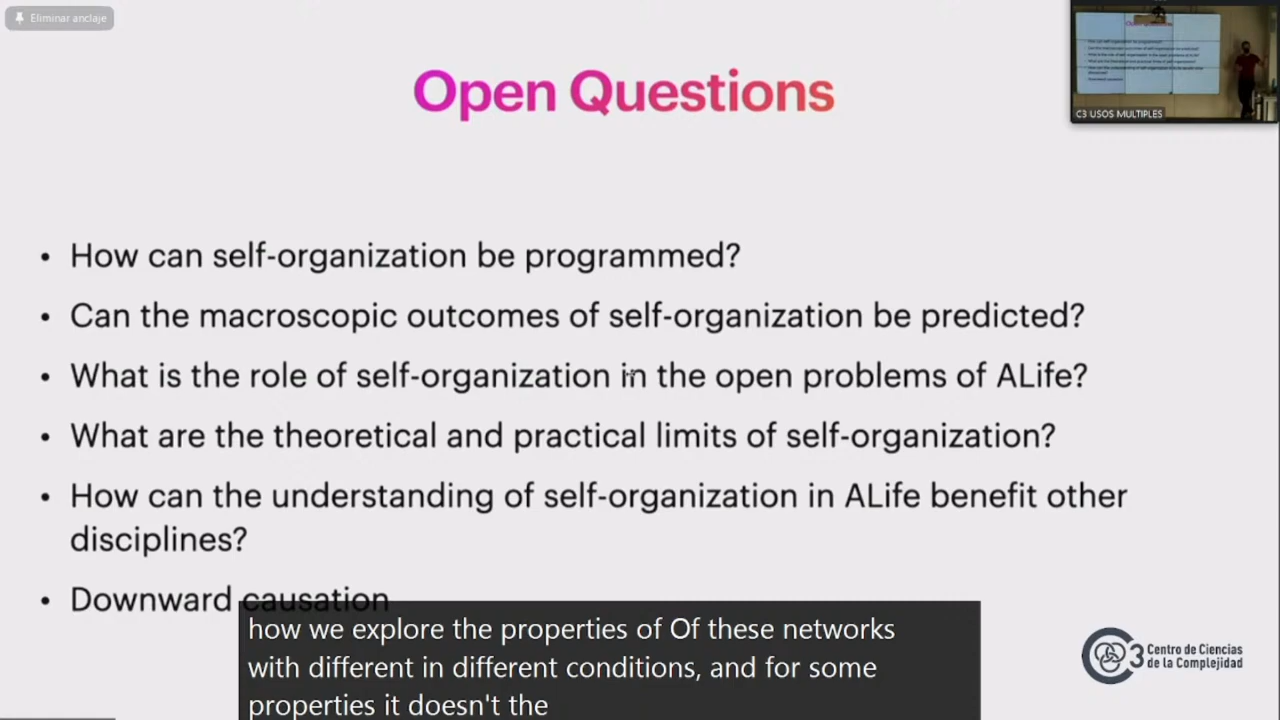 Eliminar anclaje
Open Questions
C3 USOS MULTIPLES
• How can self-organization be programmed?
• Can the macroscopic outcomes of self-organization be predicted?
• What is the role of self-organization in the open problems of ALife?
• What are the theoretical and practical limits of self-organization?
• How can the understanding of self-organization in ALife benefit other
disciplines?
• Downward causation
how we explore the properties of Of these networks
with different in different conditions, and for some
properties it doesn't the
C3 Centro de Ciencias
de la Complejidad